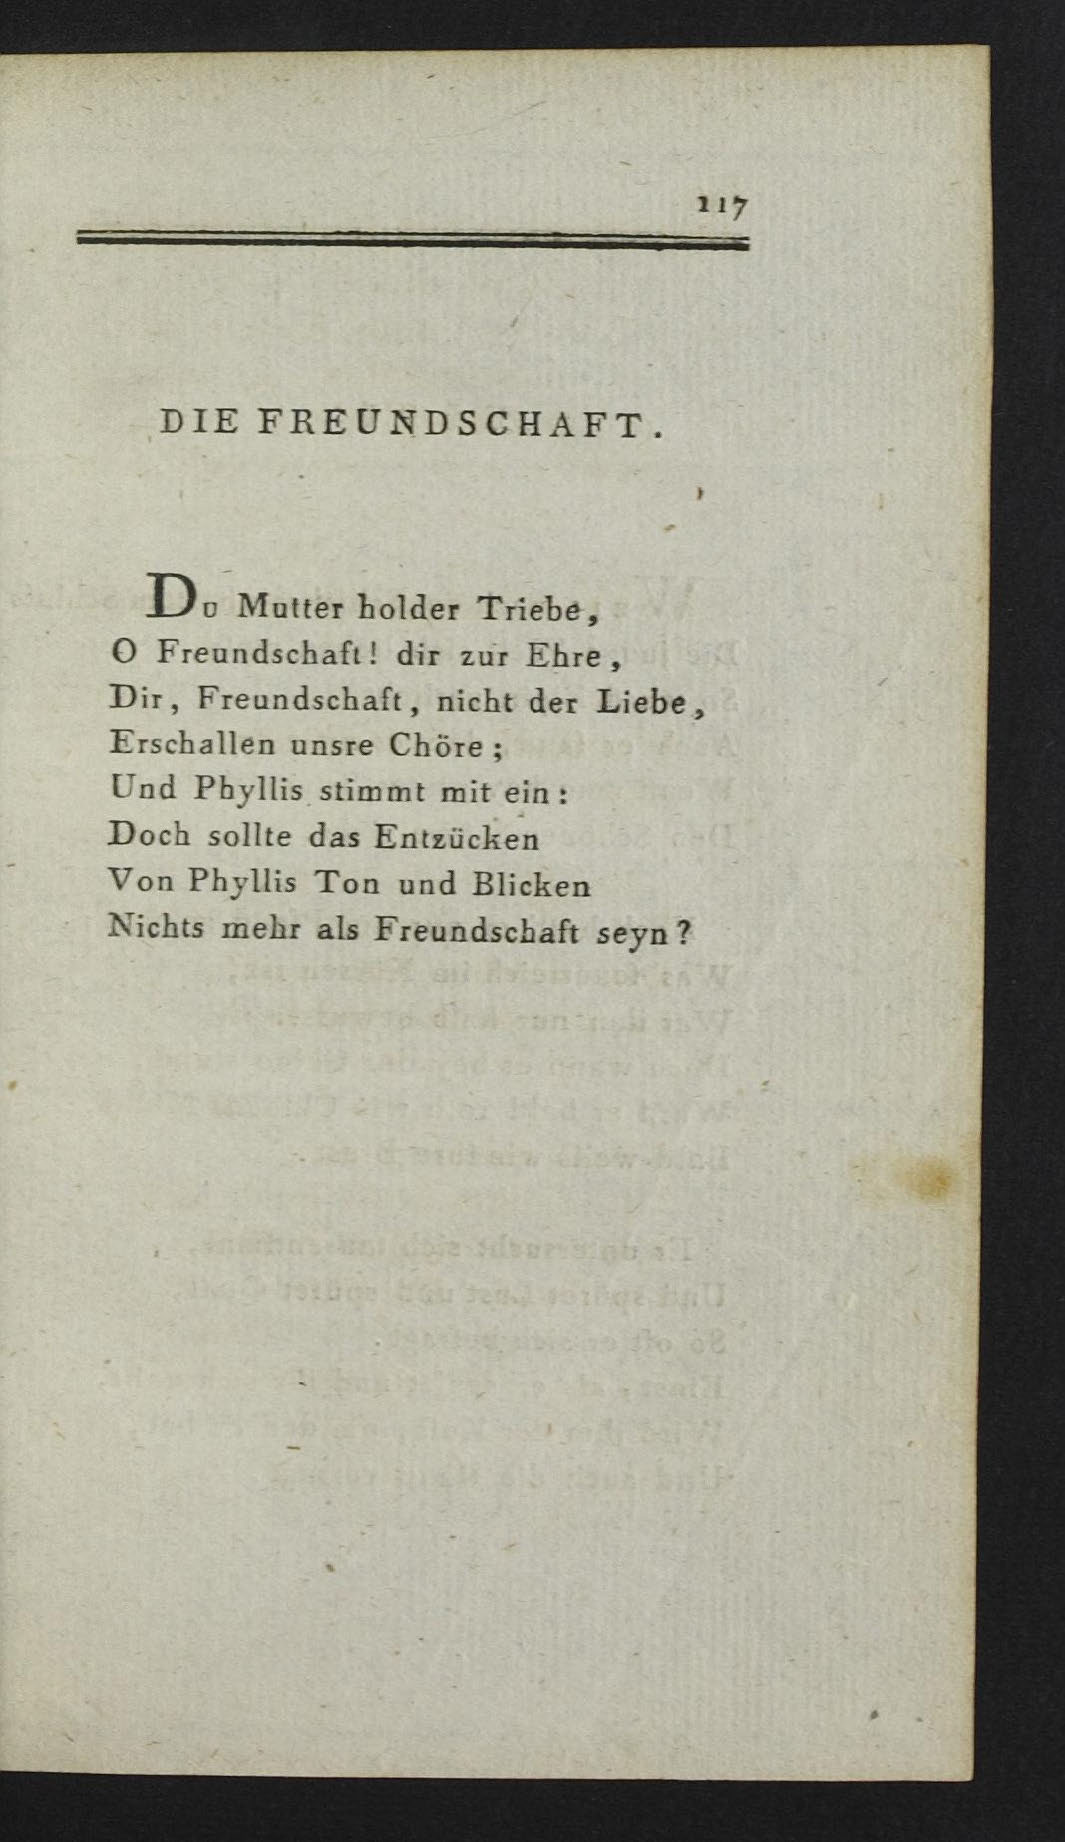 117
DIE FREUNDSCHAFT.
Du Mutter holder Triebe,
O Freundschaft! dir zur Ehre,
Dir, Freundschaft, nicht der Liebe,
Erschallen unsre Chöre;
Und Phyllis stimmt mit ein:
Doch sollte das Entzücken
Von Phyllis Ton und Blicken
Nichts mehr als Freundschaft seyn?